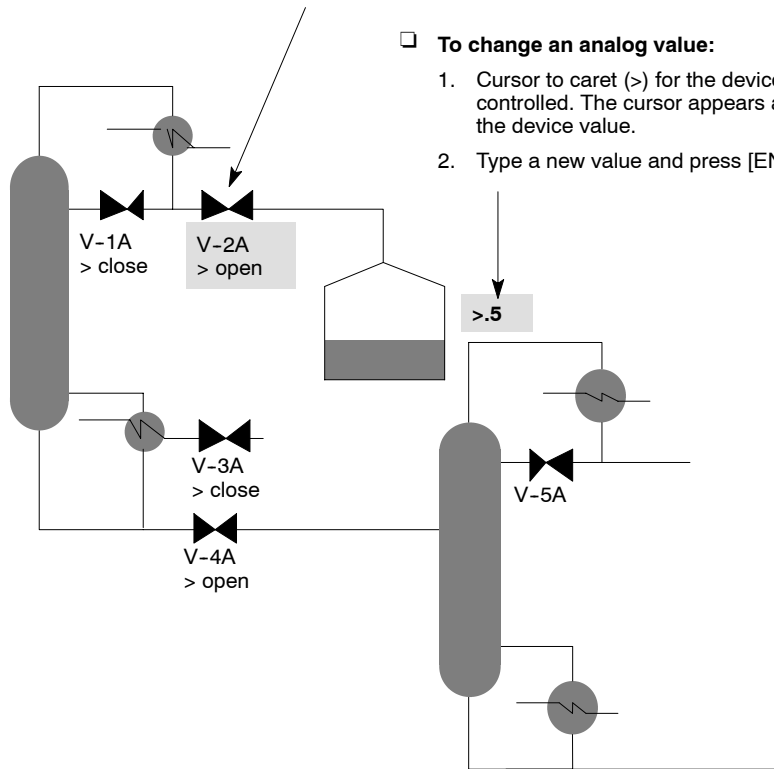 ❏ To change an analog value:
1. Cursor to caret (>) for the device
controlled. The cursor appears a
the device value.
2. Type a new value and press [EN
V-1A
> close
V-2A
> open
>.5
V-3A
> close
V-5A
V-4A
> open